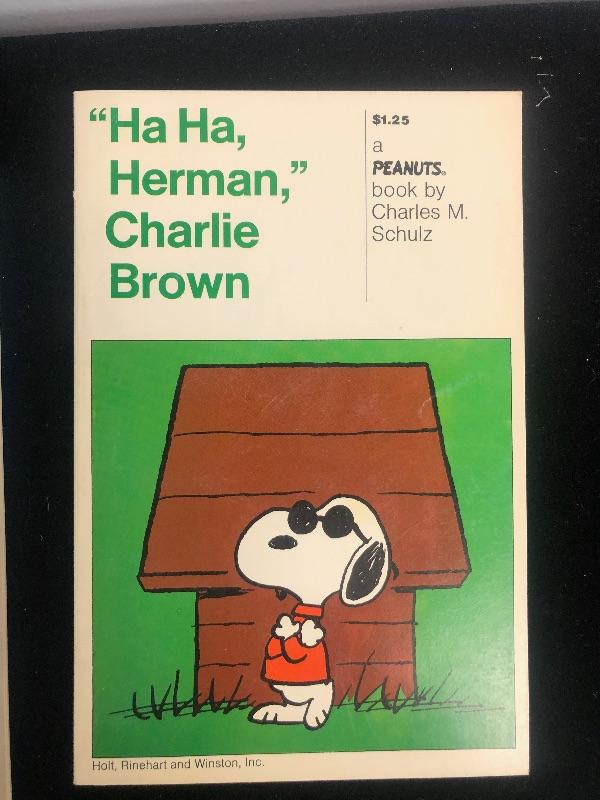 “Ha Ha,
Herman,”
Charlie
Brown
$1.25
a
PEANUTS®
book by
Charles M.
Schulz
Holt, Rinehart and Winston, Inc.